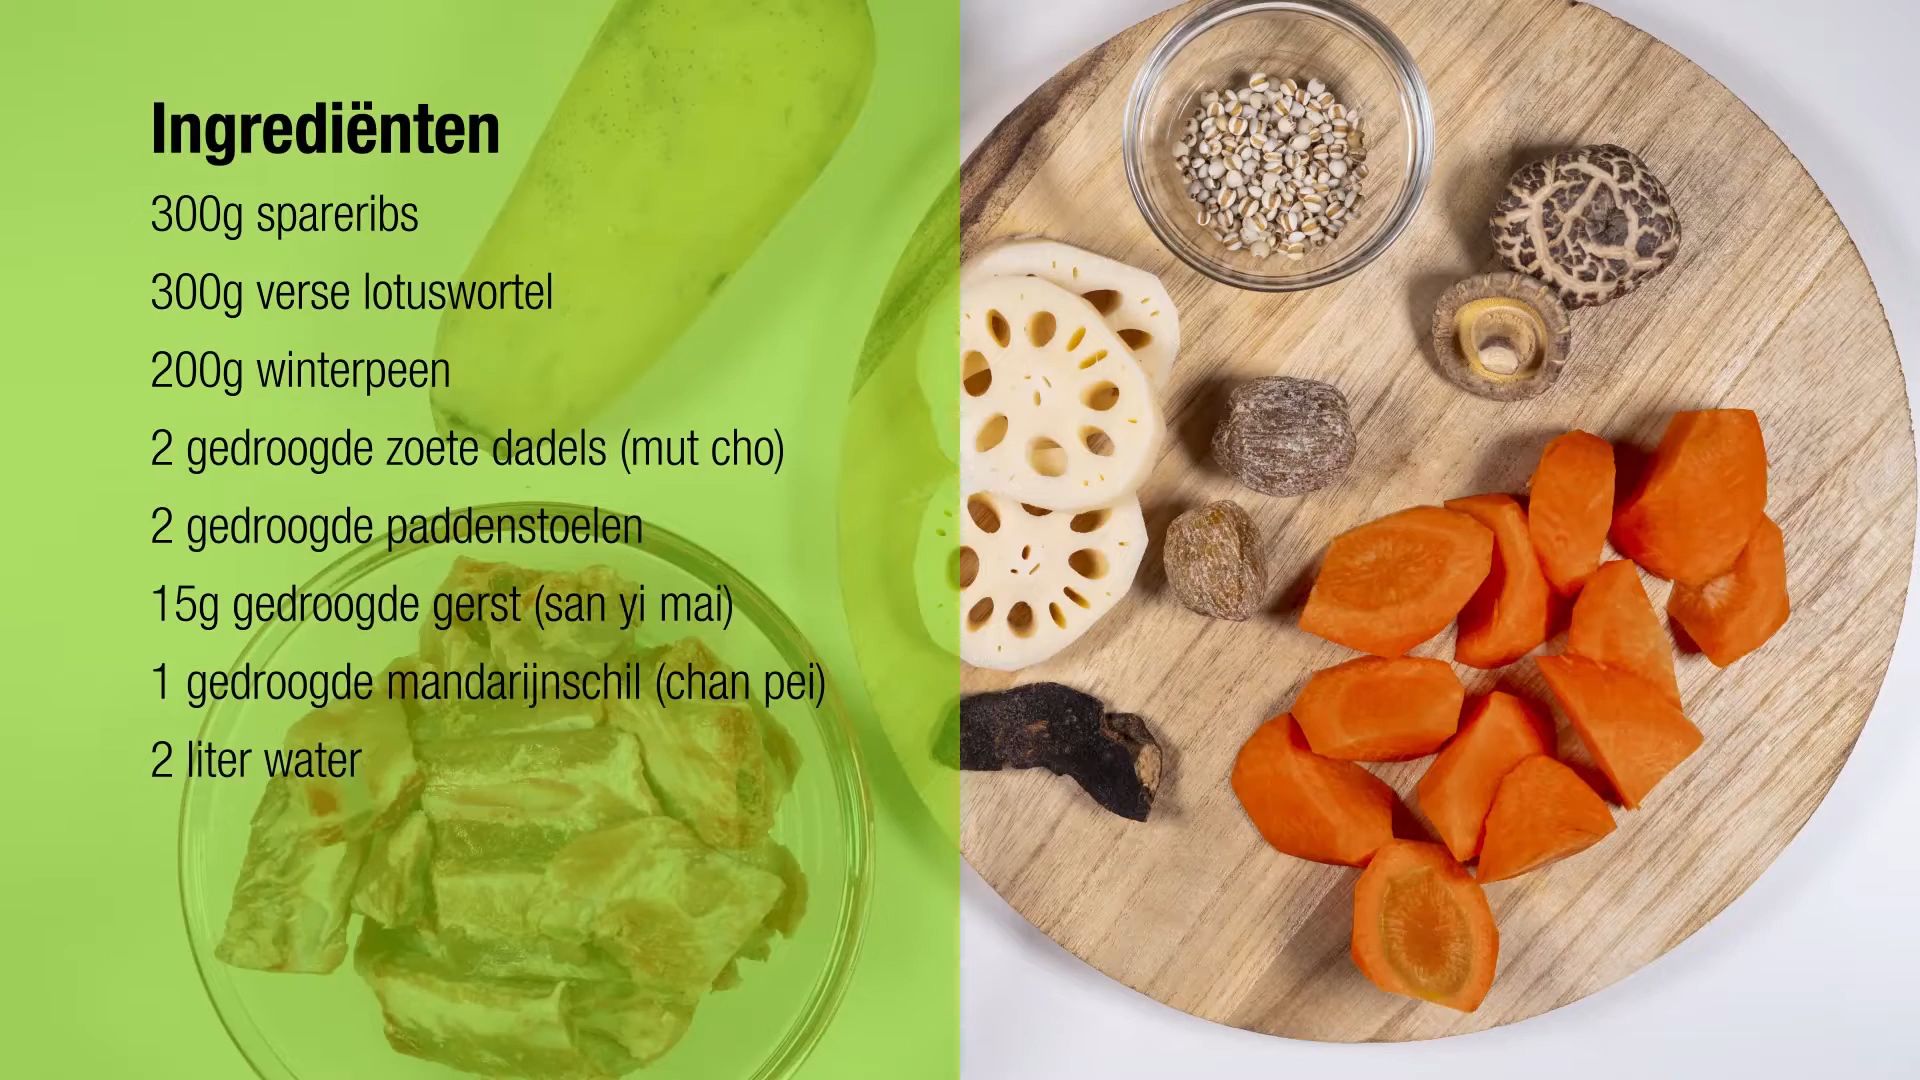 Ingrediënten
300g spareribs
300g verse lotuswortel
200g winterpeen
2 gedroogde zoete dadels (mut cho)
2 gedroogde paddenstoelen
15g gedroogde gerst (san yi mai)
1 gedroogde mandarijnschil (chan pei)
2 liter water